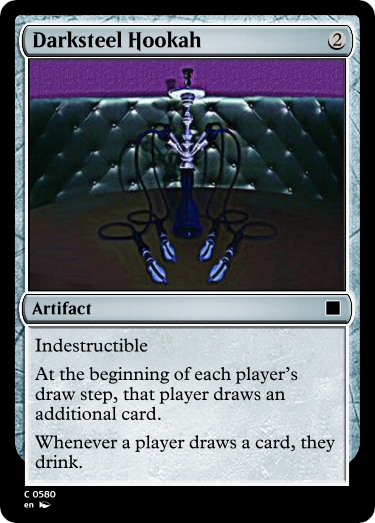 Darksteel Hookah 2
Artifact
Indestructible
At the beginning of each player's
draw step, that player draws an
additional card.
Whenever a player draws a card, they
drink.
C 0580
en